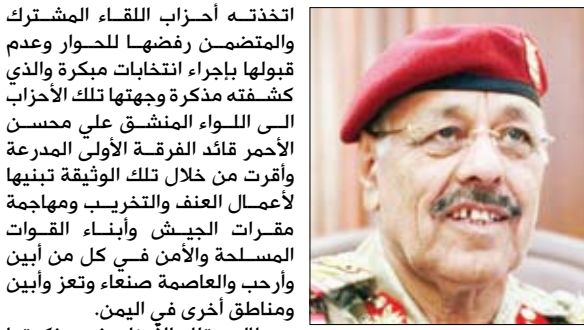 اتخذتـه أحـزاب اللقـاء المشـترك
والمتضمـن رفضهـا للحـوار وعدم
قبولها بإجراء انتخابات مبكرة والذي
كشـفته مذكرة وجهتها تلك الأحزاب
الـى اللـواء المنشـق علي محسـن
الأحمر قائد الفرقـة الأولى المدرعة
وأقرت من خلال تلك الوثيقة تبنيها
لأعمـال العنف والتخريـب ومهاجمة
مقـرات الجيـش وأبنـاء القـوات
المسـلحة والأمن فـي كل من أبين
وأرحب والعاصمة صنعاء وتعز وأبين
ومناطق أخرى في اليمن.